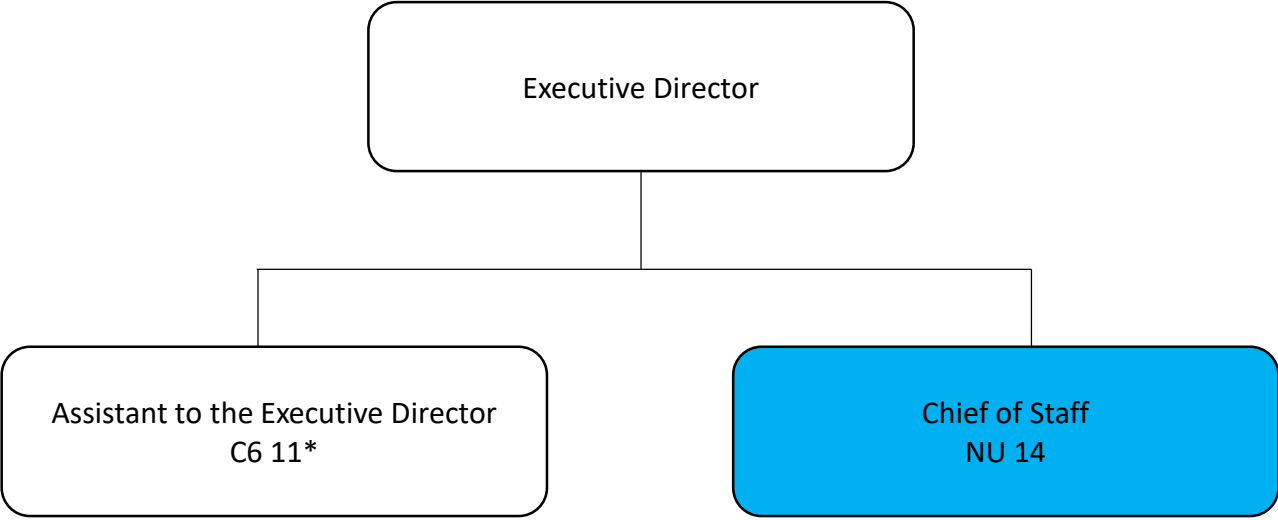 Executive Director
Assistant to the Executive Director
C6 11*
Chief of Staff
NU 14